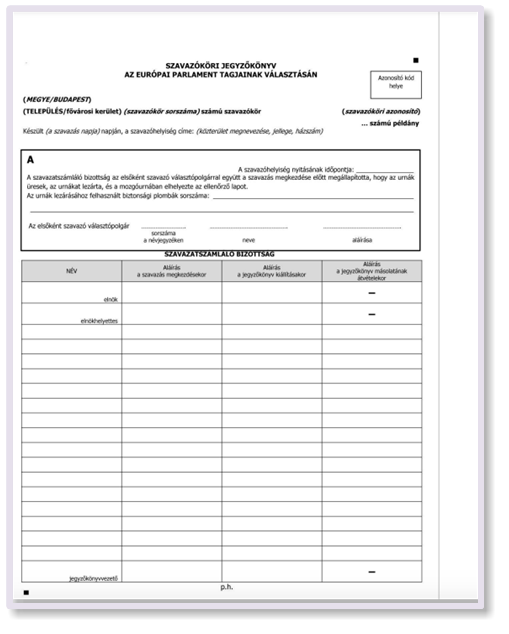 SZAVAZÓKÖRI JEGYZŐKÖNYV
AZ EURÓPAI PARLAMENT TAGJAINAK VÁLASZTÁSÁN
Azonosító kód
helye
(MEGYE/BUDAPEST)
(TELEPÜLÉS/fővárosi kerület) (szavazókör sorszáma) számú szavazókör (szavazóköri azonosító)
... számú példány
Készült (a szavazás napja) napján, a szavazóhelyiség címe: (közterület megnevezése, jellege, házszám)
A
A szavazóhelyiség nyitásának időpontja:
A szavazatszámláló bizottság az elsőként szavazó választópolgárral együtt a szavazás megkezdése előtt megállapította, hogy az urnák
üresek, az urnákat lezárta, és a mozgóurnában elhelyezte az ellenőrző lapot.
Az urnák lezárásához felhasznált biztonsági plombák sorszáma:
Az elsőként szavazó választópolgár
sorszáma
a névjegyzéken neve aláírása
SZAVAZATSZÁMLÁLÓ BIZOTTSÁG
NÉV
Aláírás
a szavazás megkezdésekor
Aláírás
a jegyzőkönyv kiállításakor
Aláírás
a jegyzőkönyv másolatának
átvételekor
elnök –
elnökhelyettes –
jegyzőkönyvvezető –
p.h.